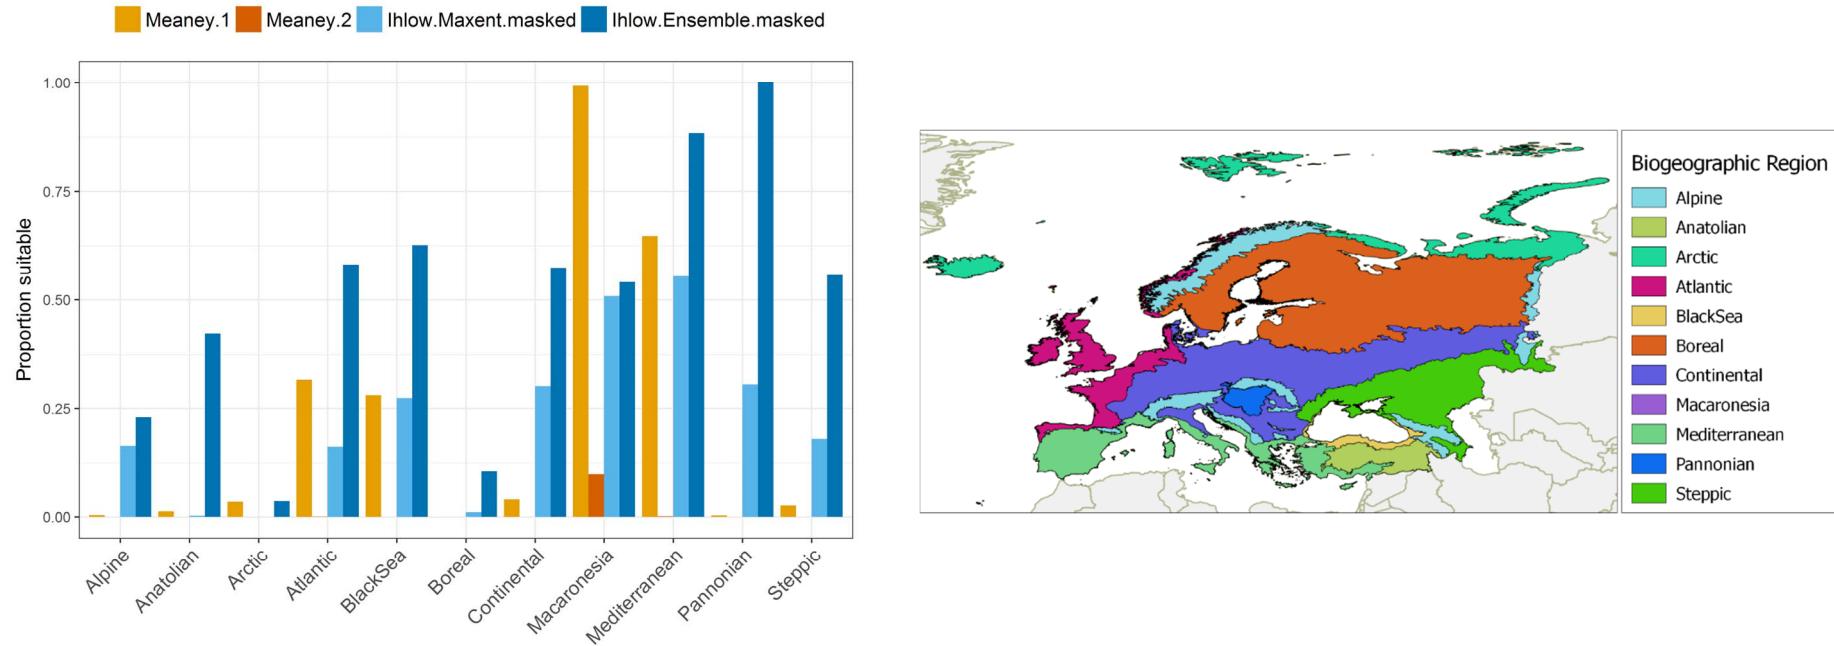 Meaney.1 Meaney.2 Ihlow.Maxent.masked Ihlow.Ensemble.masked
Proportion suitable
1.00
0.75
0.50
0.25
0.00
Alpine
Anatolian
Arctic
Atlantic
BlackSea
Boreal
Continental
Macaronesia
Mediterranean
Pannonian
Steppic
Biogeographic Region
Alpine
Anatolian
Arctic
Atlantic
BlackSea
Boreal
Continental
Macaronesia
Mediterranean
Pannonian
Steppic